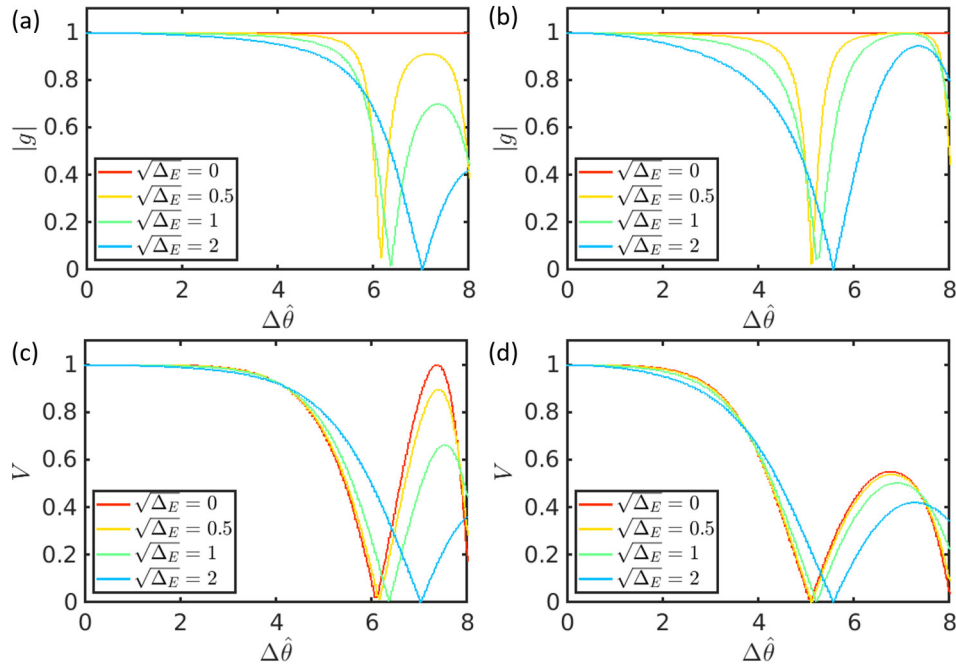 (a)
1
0.8
0.6
|g|
0.4
0.2
0
√Δ_E = 0
√Δ_E = 0.5
√Δ_E = 1
√Δ_E = 2
0 2 4 6 8
Δθ̂
(b)
1
0.8
0.6
|g|
0.4
0.2
0
√Δ_E = 0
√Δ_E = 0.5
√Δ_E = 1
√Δ_E = 2
0 2 4 6 8
Δθ̂
(c)
1
0.8
0.6
V
0.4
0.2
0
√Δ_E = 0
√Δ_E = 0.5
√Δ_E = 1
√Δ_E = 2
0 2 4 6 8
Δθ̂
(d)
1
0.8
0.6
V
0.4
0.2
0
√Δ_E = 0
√Δ_E = 0.5
√Δ_E = 1
√Δ_E = 2
0 2 4 6 8
Δθ̂